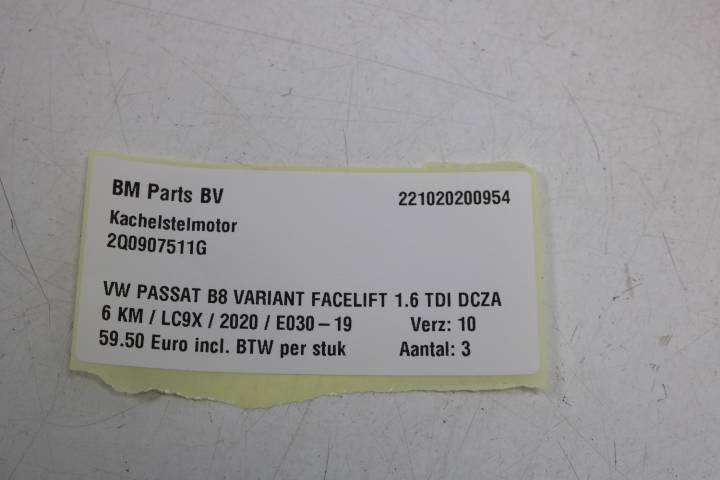 BM Parts BV 221020200954
Kachelstelmotor
2Q0907511G
VW PASSAT B8 VARIANT FACELIFT 1.6 TDI DCZA
6 KM / LC9X / 2020 / E030-19 Verz: 10
59.50 Euro incl. BTW per stuk Aantal: 3